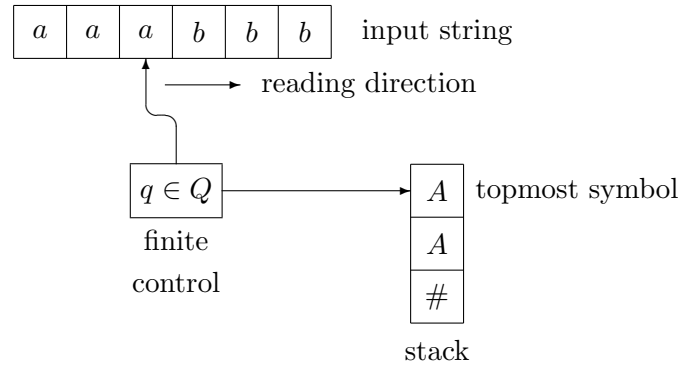 a a a b b b input string
reading direction
q ∈ Q
A topmost symbol
finite
A
control
#
stack